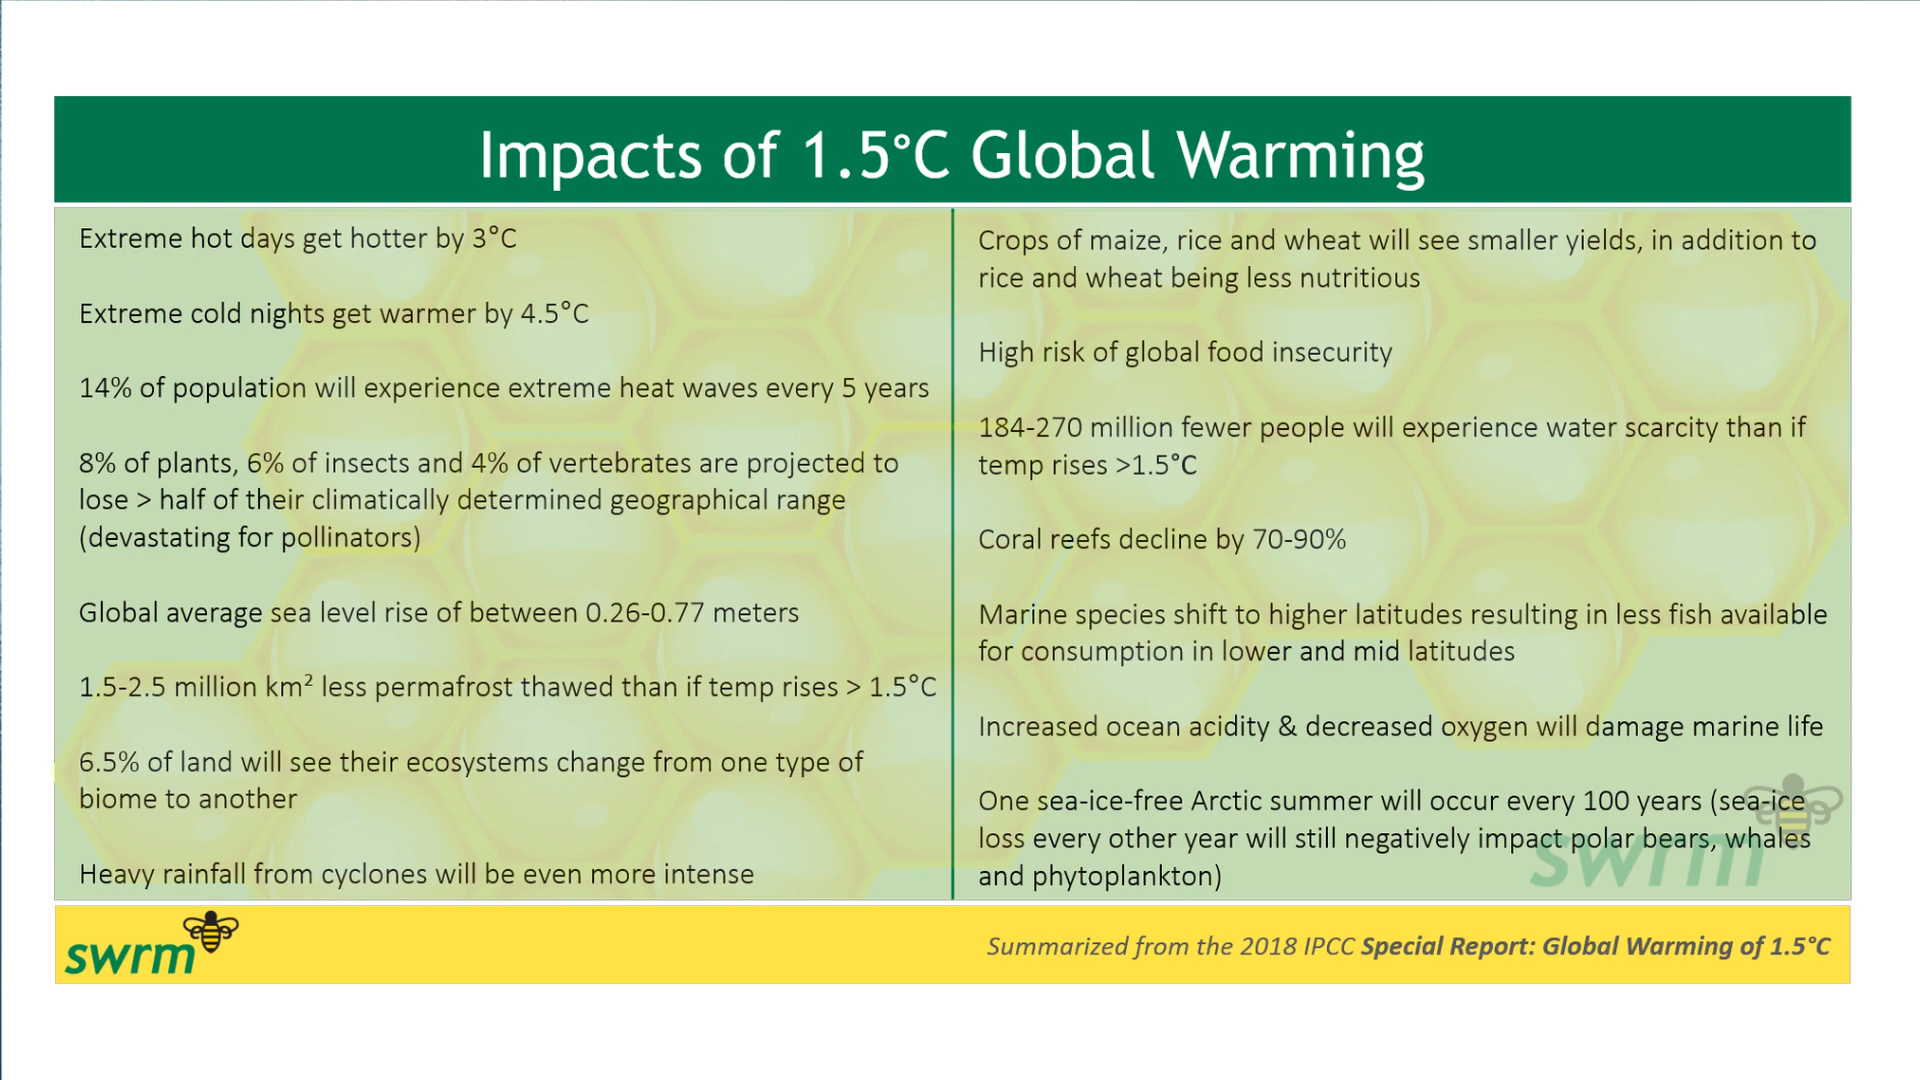 Impacts of 1.5°C Global Warming
Extreme hot days get hotter by 3°C
Extreme cold nights get warmer by 4.5°C
14% of population will experience extreme heat waves every 5 years
8% of plants, 6% of insects and 4% of vertebrates are projected to
lose > half of their climatically determined geographical range
(devastating for pollinators)
Global average sea level rise of between 0.26-0.77 meters
1.5-2.5 million km² less permafrost thawed than if temp rises > 1.5°C
6.5% of land will see their ecosystems change from one type of
biome to another
Heavy rainfall from cyclones will be even more intense
Crops of maize, rice and wheat will see smaller yields, in addition to
rice and wheat being less nutritious
High risk of global food insecurity
184-270 million fewer people will experience water scarcity than if
temp rises >1.5°C
Coral reefs decline by 70-90%
Marine species shift to higher latitudes resulting in less fish available
for consumption in lower and mid latitudes
Increased ocean acidity & decreased oxygen will damage marine life
One sea-ice-free Arctic summer will occur every 100 years (sea-ice
loss every other year will still negatively impact polar bears, whales
and phytoplankton)
swrm
swrm
Summarized from the 2018 IPCC Special Report: Global Warming of 1.5°C